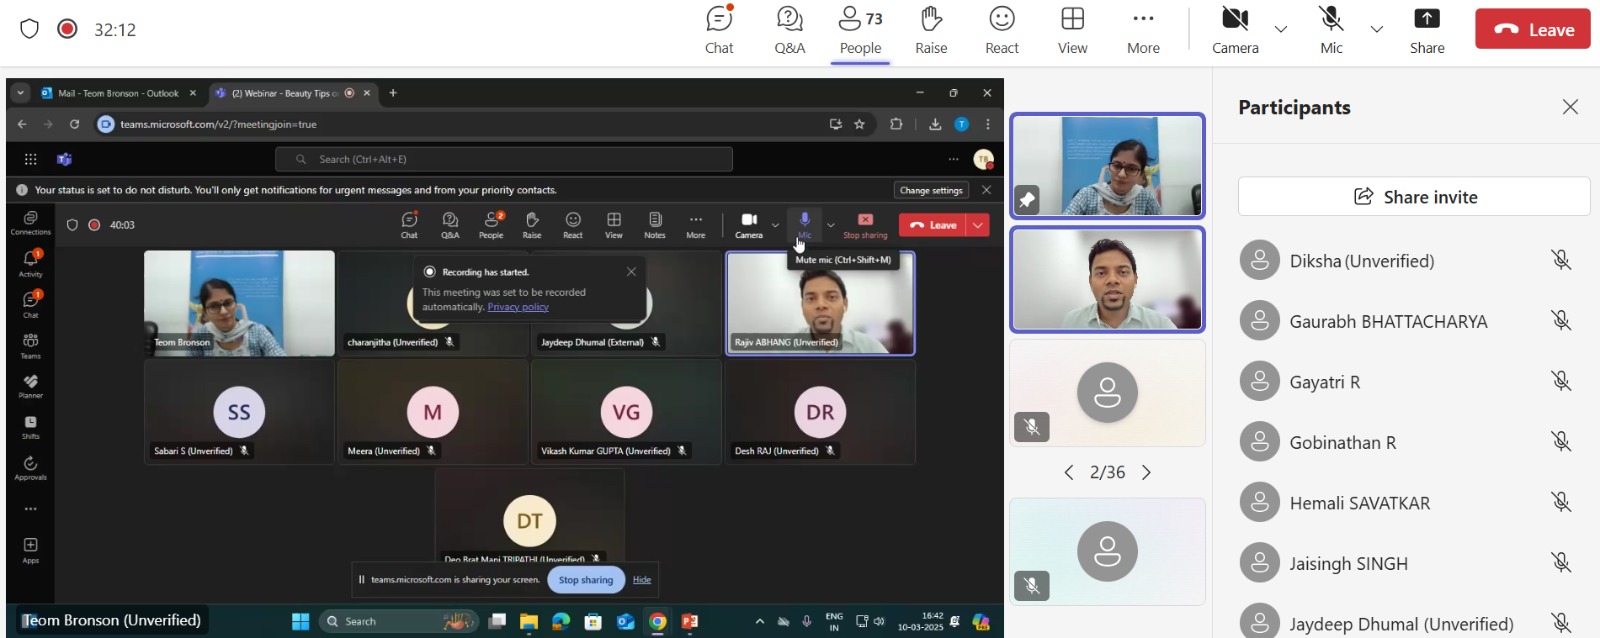 32:12
Chat
Q&A
73
People
Raise
React
View
More
Camera
Mic
Share
Leave
Mail - Teom Bronson - Outlook
(2) Webinar - Beauty Tips
teams.microsoft.com/v2/?meetingjoin=true
T
Search (Ctrl+Alt+E)
TB
Your status is set to do not disturb. You'll only get notifications for urgent messages and from your priority contacts.
Change settings
Connections
1
Activity
1
Chat
Teams
Planner
Shifts
Approvals
Apps
40:03
Chat
Q&A
2
People
Raise
React
View
Notes
More
Camera
Mic
Stop sharing
Leave
Mute mic (Ctrl+Shift+M)
Recording has started.
This meeting was set to be recorded
automatically. Privacy policy
Teom Bronson
charanjitha (Unverified)
Jaydeep Dhumal (External)
Rajiv ABHANG (Unverified)
SS
Sabari S (Unverified)
M
Meera (Unverified)
VG
Vikash Kumar GUPTA (Unverified)
DR
Desh RAJ (Unverified)
DT
Deo Brat Mani TRIPATHI (Unverified)
teams.microsoft.com is sharing your screen.
Stop sharing
Hide
Teom Bronson (Unverified)
Search
ENG
IN
16:42
10-03-2025
2/36
Participants
Share invite
Diksha (Unverified)
Gaurabh BHATTACHARYA
Gayatri R
Gobinathan R
Hemali SAVATKAR
Jaisingh SINGH
Jaydeep Dhumal (Unverified)